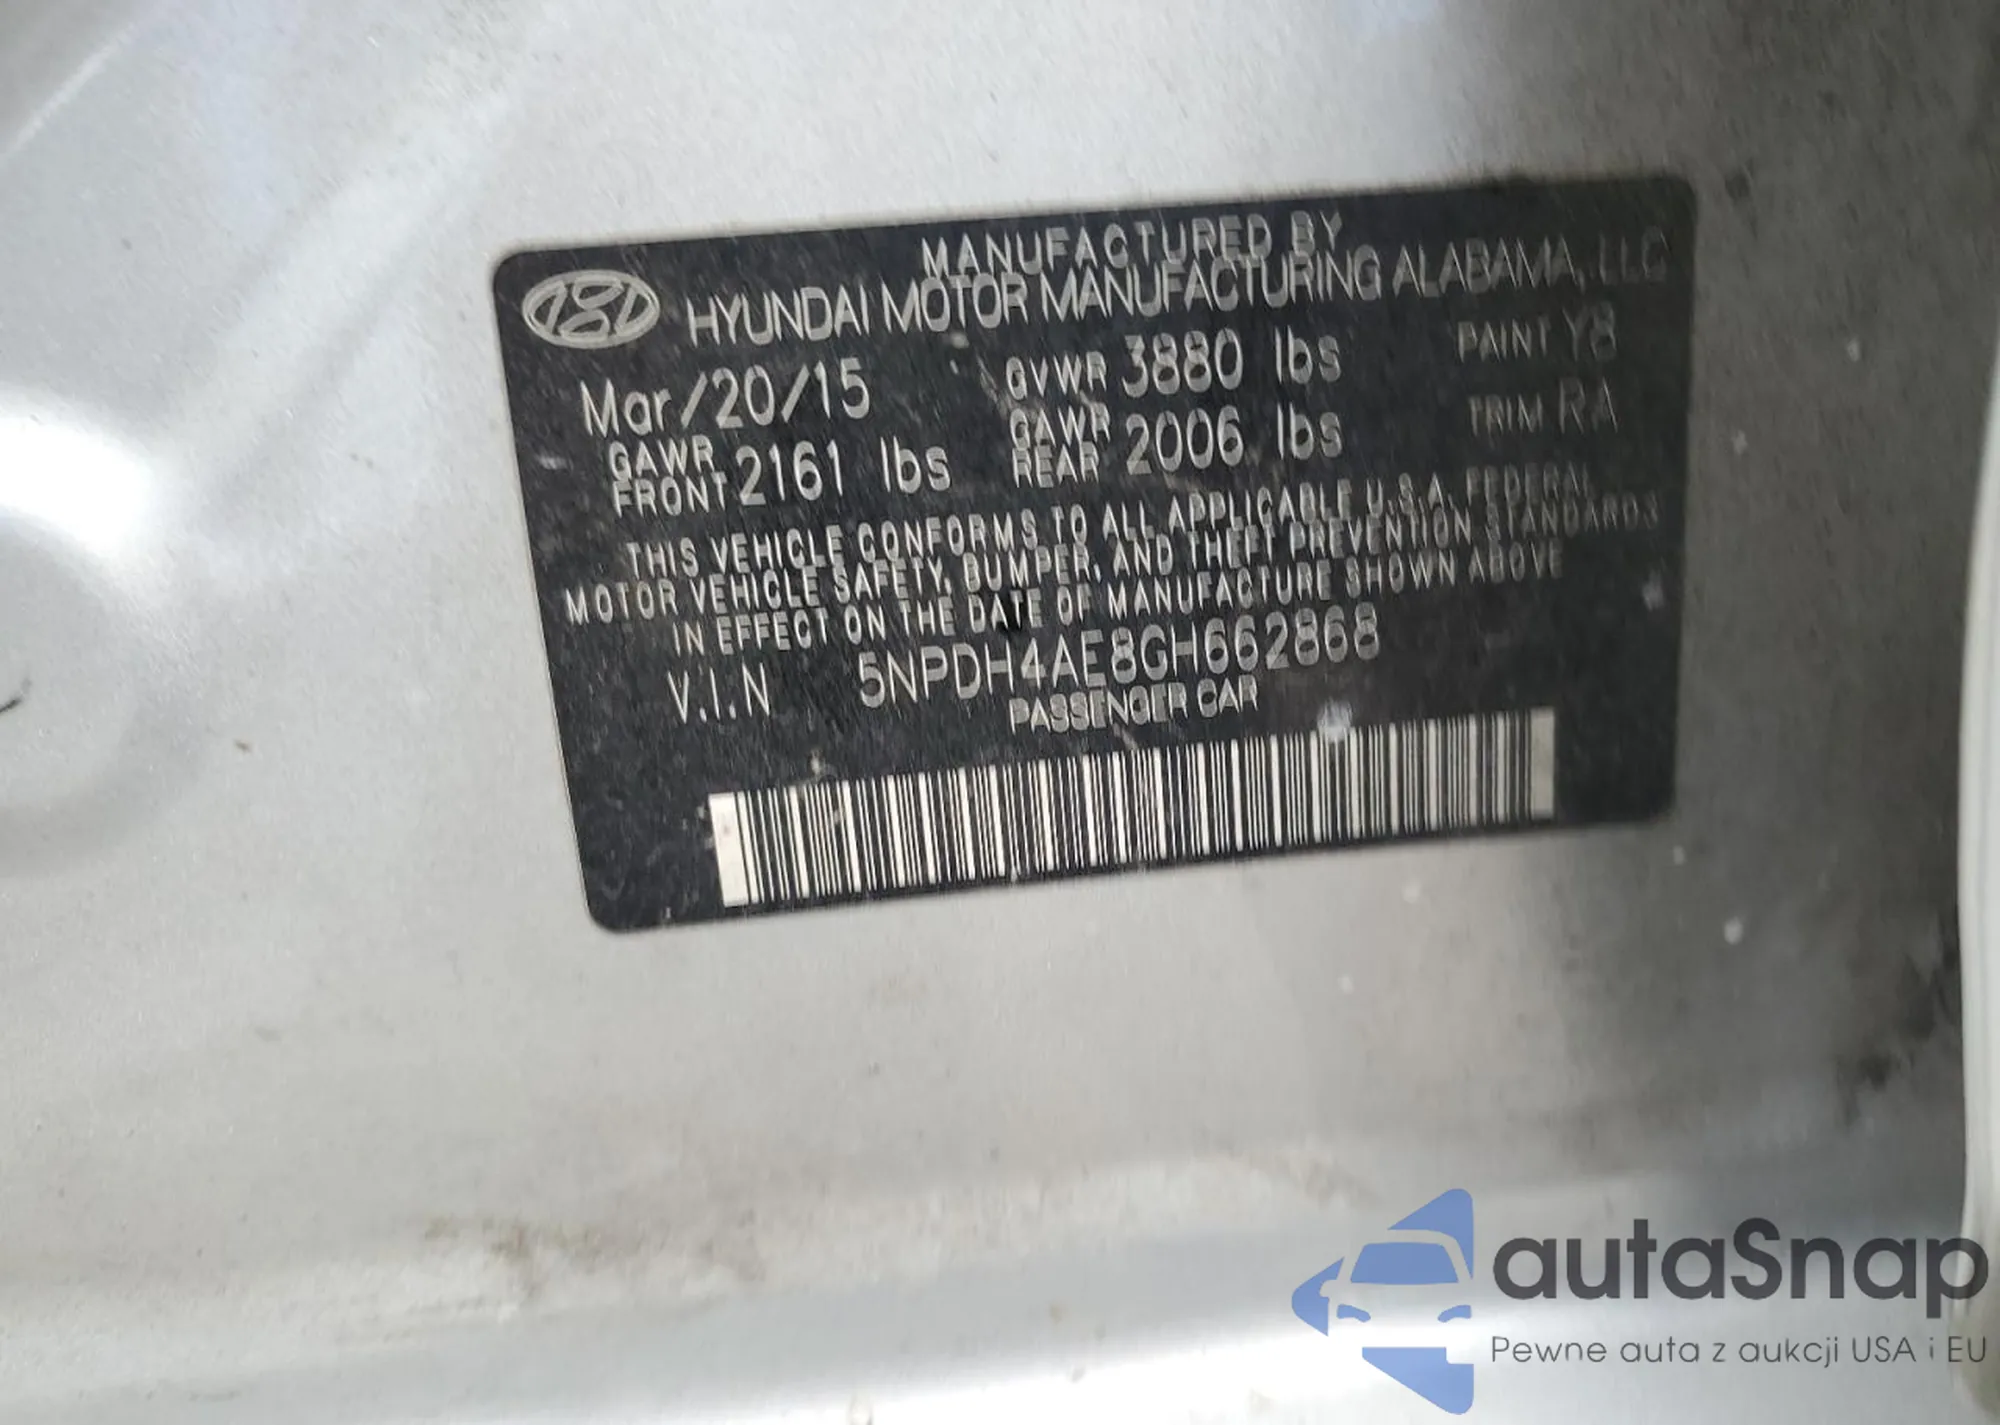 MANUFACTURED BY
HYUNDAI MOTOR MANUFACTURING ALABAMA, LLC
Mar/20/15 GVWR 3880 lbs PAINT Y8
GAWR FRONT 2161 lbs GAWR REAR 2006 lbs TRIM RA
THIS VEHICLE CONFORMS TO ALL APPLICABLE U.S.A. FEDERAL
MOTOR VEHICLE SAFETY, BUMPER, AND THEFT PREVENTION STANDARDS
IN EFFECT ON THE DATE OF MANUFACTURE SHOWN ABOVE
V.I.N 5NPDH4AE8GH662868
PASSENGER CAR
autaSnap
Pewne auta z aukcji USA i EU